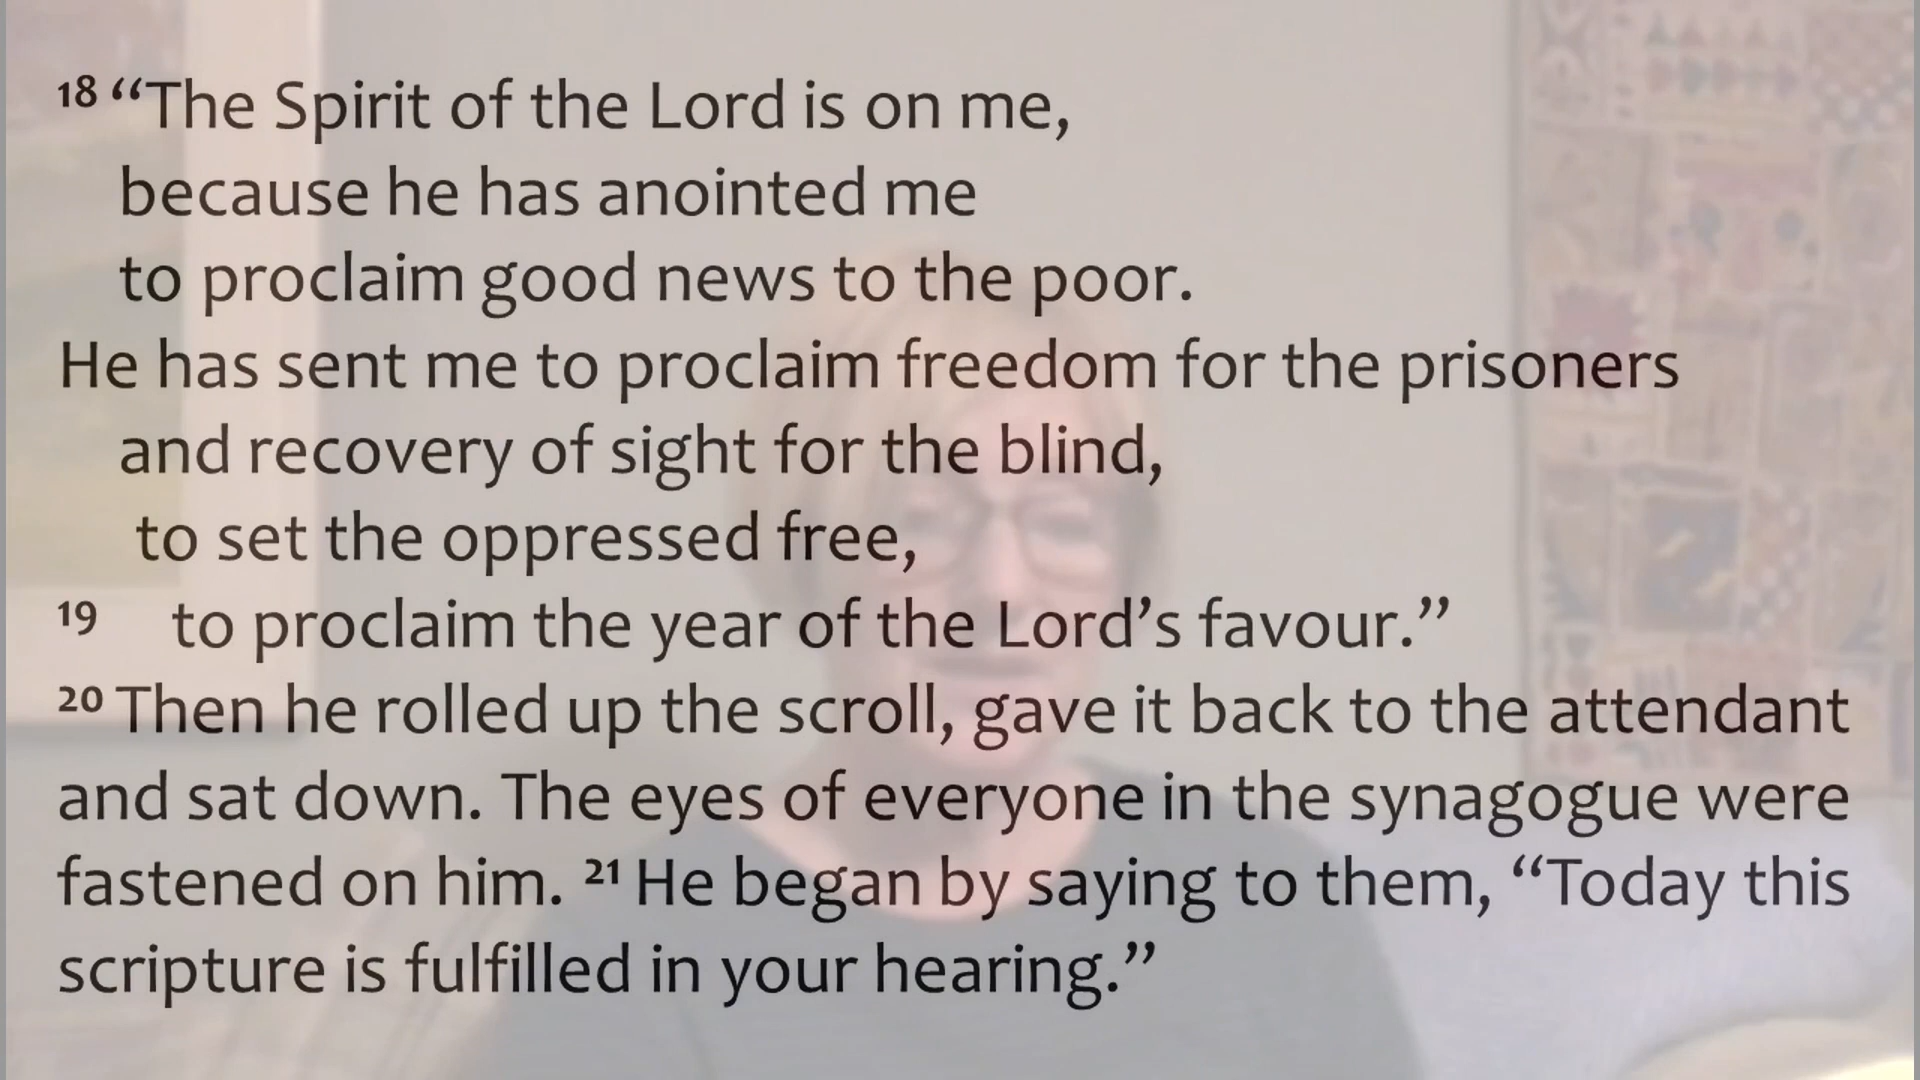 18 “The Spirit of the Lord is on me,
because he has anointed me
to proclaim good news to the poor.
He has sent me to proclaim freedom for the prisoners
and recovery of sight for the blind,
to set the oppressed free,
19 to proclaim the year of the Lord’s favour.”
20 Then he rolled up the scroll, gave it back to the attendant
and sat down. The eyes of everyone in the synagogue were
fastened on him. 21 He began by saying to them, “Today this
scripture is fulfilled in your hearing.”